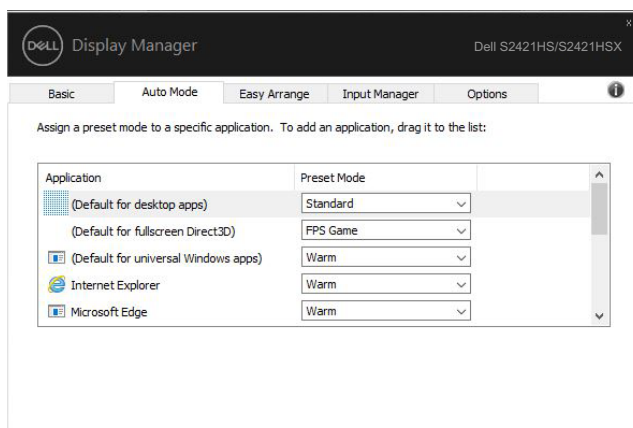 DELL Display Manager
Dell S2421HS/S2421HSX
x
Basic Auto Mode Easy Arrange Input Manager Options i
Assign a preset mode to a specific application. To add an application, drag it to the list:
Application Preset Mode
(Default for desktop apps) Standard
(Default for fullscreen Direct3D) FPS Game
(Default for universal Windows apps) Warm
Internet Explorer Warm
Microsoft Edge Warm